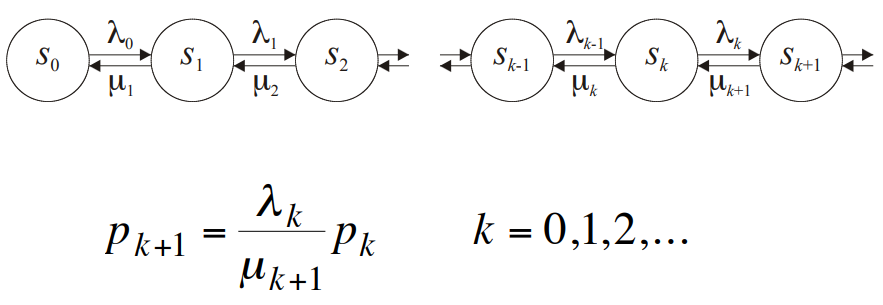 λ₀ λ₁ λₖ₋₁ λₖ
S₀ S₁ S₂ Sₖ₋₁ Sₖ Sₖ₊₁
μ₁ μ₂ μₖ μₖ₊₁
pₖ₊₁ = λₖ / μₖ₊₁ pₖ k = 0,1,2,...